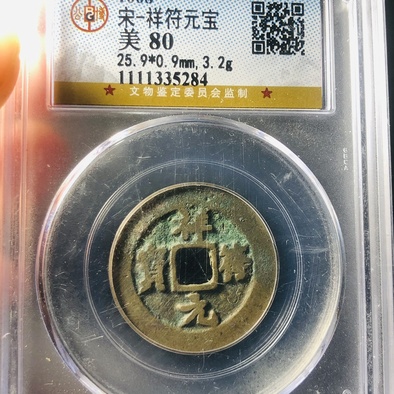 宋-祥符元宝
美 80
25.9*0.9mm,3.2g
1111335284
★ 文物鉴定委员会监制 ★
祥符元寶